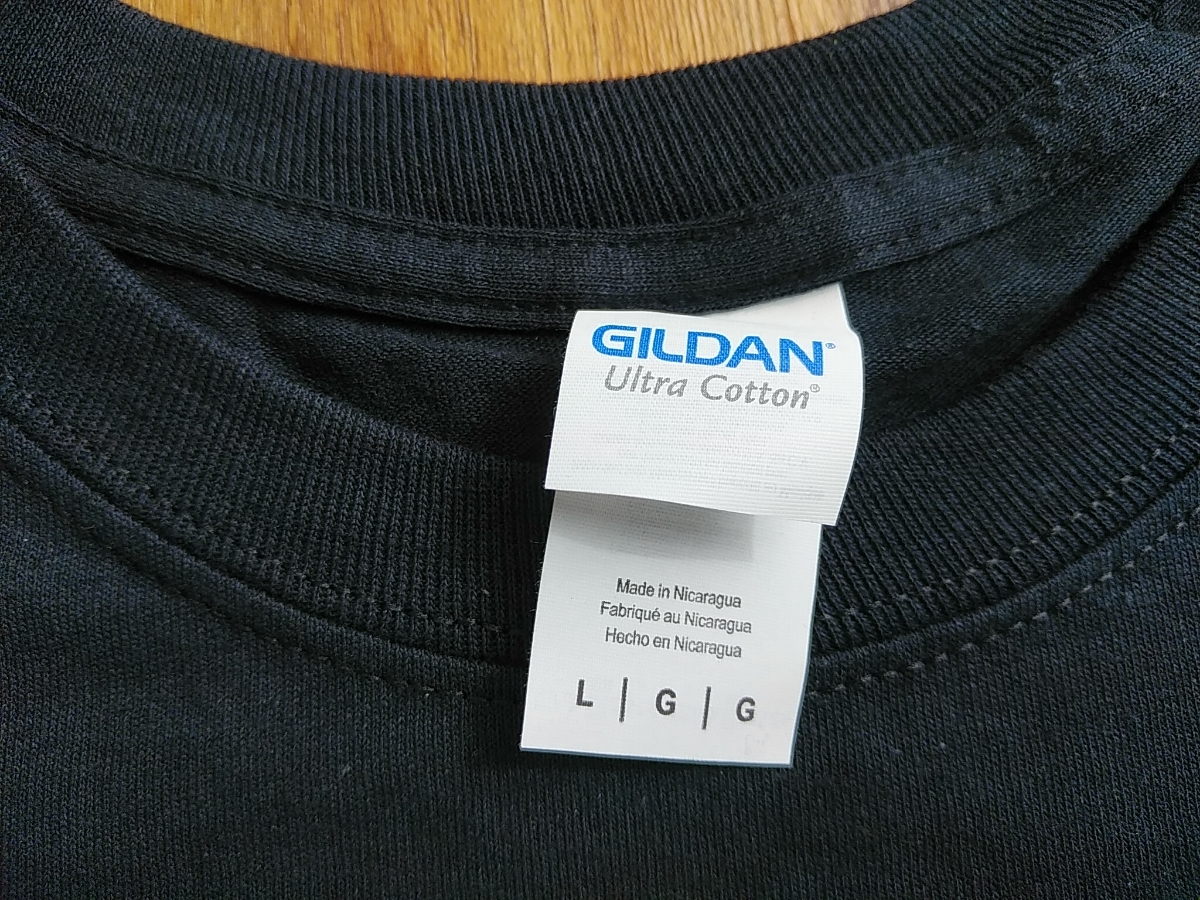 GILDAN®
Ultra Cotton®
Made in Nicaragua
Fabriqué au Nicaragua
Hecho en Nicaragua
L | G | G